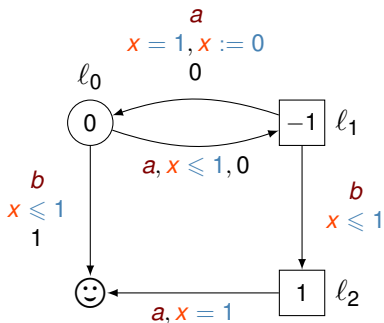 a
x = 1, x := 0
0
ℓ₀
0
−1
ℓ₁
a, x ⩽ 1, 0
b
x ⩽ 1
1
b
x ⩽ 1
1
ℓ₂
a, x = 1